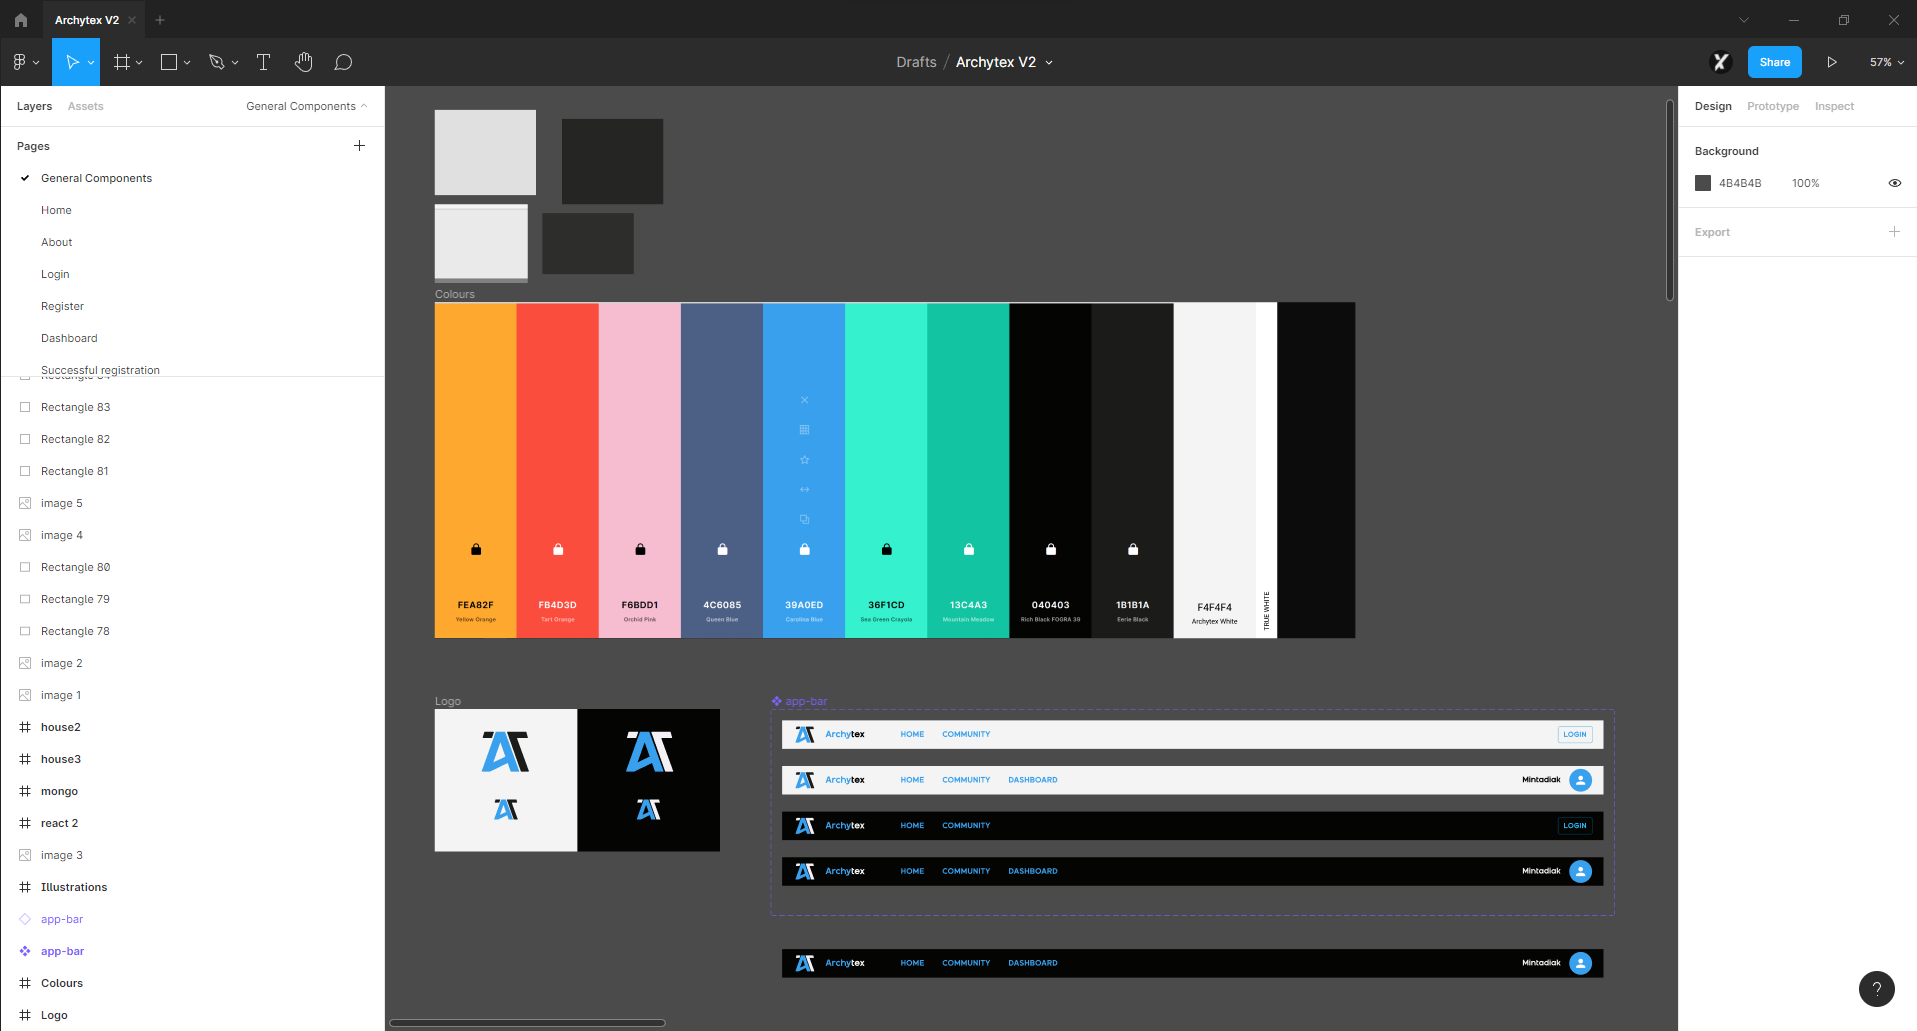 Archytex V2
Drafts / Archytex V2
Share
57%
Layers
Assets
General Components
Pages
General Components
Home
About
Login
Register
Dashboard
Successful registration
Rectangle 84
Rectangle 83
Rectangle 82
Rectangle 81
image 5
image 4
Rectangle 80
Rectangle 79
Rectangle 78
image 2
image 1
house2
house3
mongo
react 2
image 3
Illustrations
app-bar
app-bar
Colours
Logo
Colours
FEA82F
Yellow Orange
FB4D3D
Tart Orange
F6BDD1
Orchid Pink
4C6085
Queen Blue
39A0ED
Carolina Blue
36F1CD
Sea Green Crayola
13C4A3
Mountain Meadow
040403
Rich Black FOGRA 39
1B1B1A
Eerie Black
F4F4F4
Archytex White
TRUE WHITE
Logo
app-bar
Archytex HOME COMMUNITY LOGIN
Archytex HOME COMMUNITY DASHBOARD Mintadiak
Archytex HOME COMMUNITY LOGIN
Archytex HOME COMMUNITY DASHBOARD Mintadiak
Archytex HOME COMMUNITY DASHBOARD Mintadiak
Design
Prototype
Inspect
Background
4B4B4B 100%
Export
?